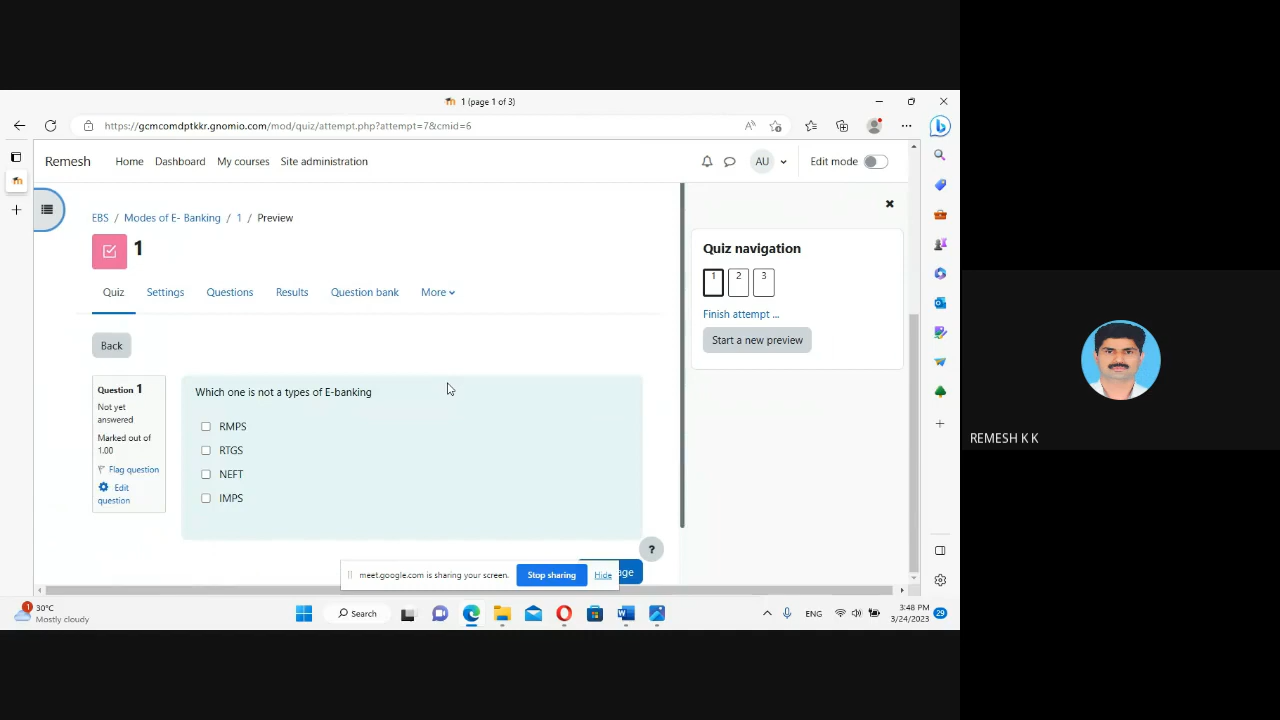 1 (page 1 of 3)
https://gcmcomdptkkr.gnomio.com/mod/quiz/attempt.php?attempt=7&cmid=6
Remesh Home Dashboard My courses Site administration AU Edit mode
EBS / Modes of E- Banking / 1 / Preview
1
Quiz Settings Questions Results Question bank More
Back
Question 1
Not yet
answered
Marked out of
1.00
Flag question
Edit
question
Which one is not a types of E-banking
RMPS
RTGS
NEFT
IMPS
?
meet.google.com is sharing your screen. Stop sharing Hide
Quiz navigation
1 2 3
Finish attempt ...
Start a new preview
REMESH K K
1 30°C
Mostly cloudy
Search
ENG
3:48 PM
3/24/2023
29